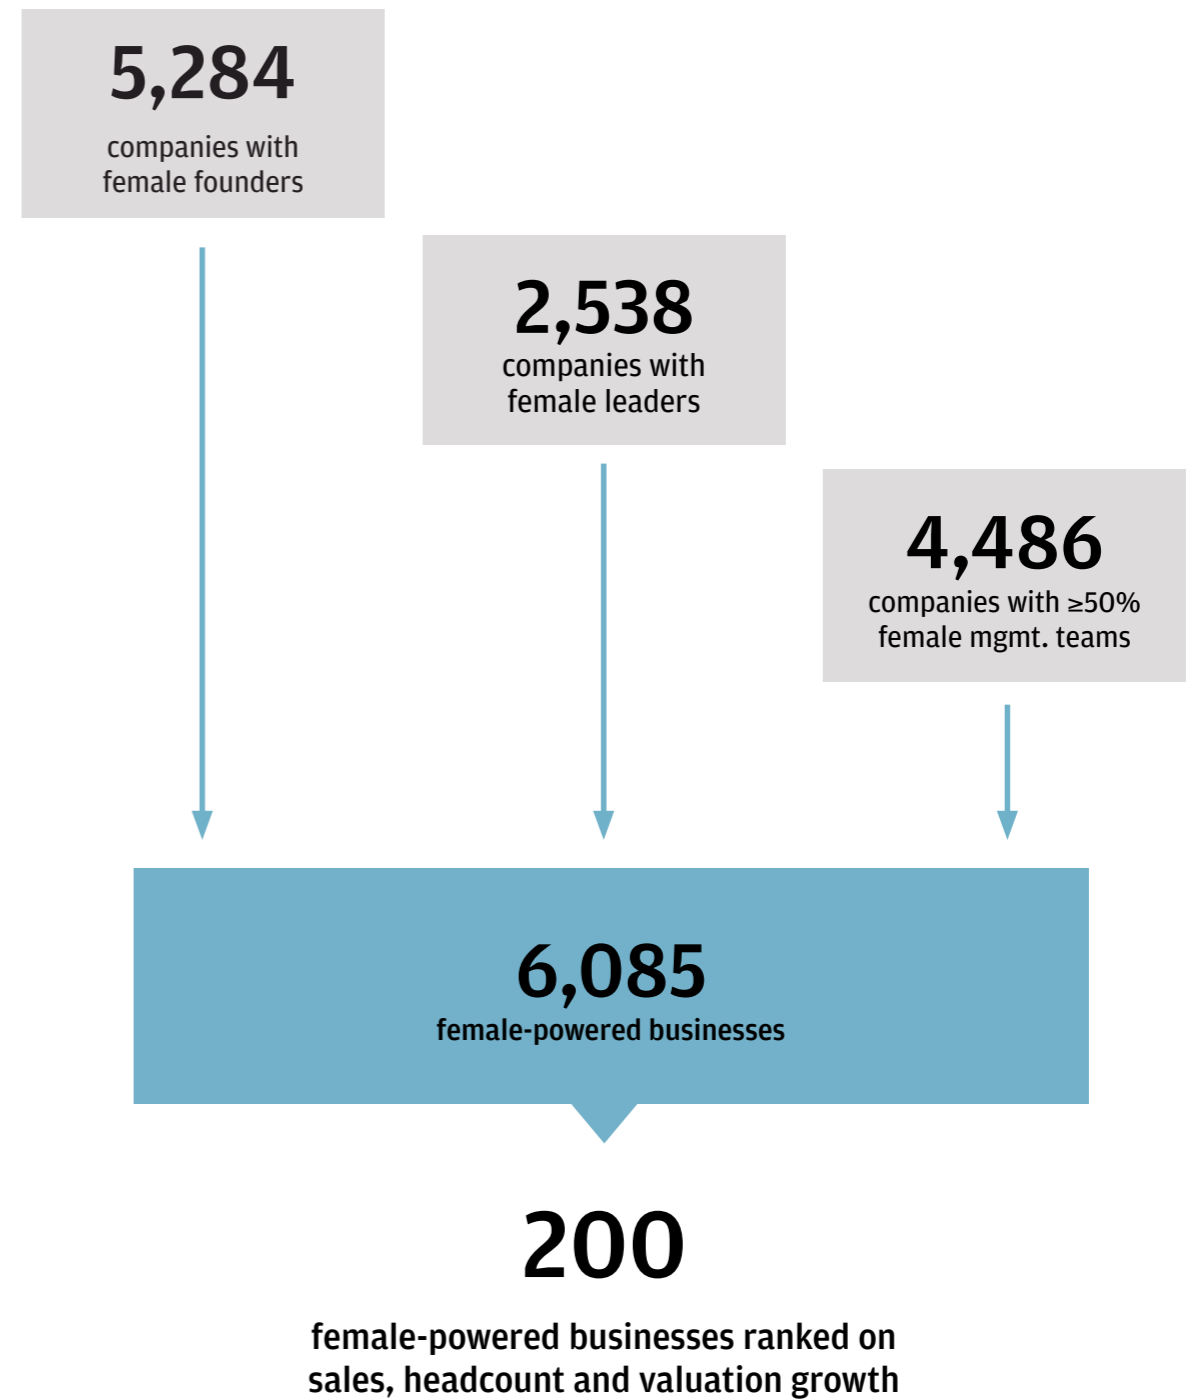 5,284
companies with
female founders
2,538
companies with
female leaders
4,486
companies with ≥50%
female mgmt. teams
6,085
female-powered businesses
200
female-powered businesses ranked on
sales, headcount and valuation growth